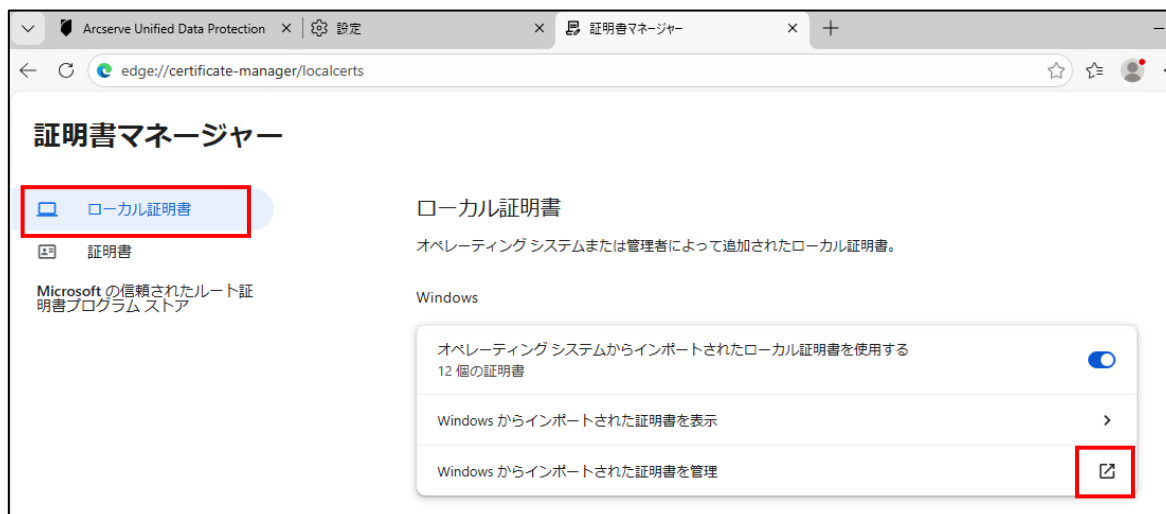 Arcserve Unified Data Protection
設定
証明書マネージャー
edge://certificate-manager/localcerts
証明書マネージャー
ローカル証明書
証明書
Microsoft の信頼されたルート証
明書プログラム ストア
ローカル証明書
オペレーティング システムまたは管理者によって追加されたローカル証明書。
Windows
オペレーティング システムからインポートされたローカル証明書を使用する
12 個の証明書
Windows からインポートされた証明書を表示
Windows からインポートされた証明書を管理